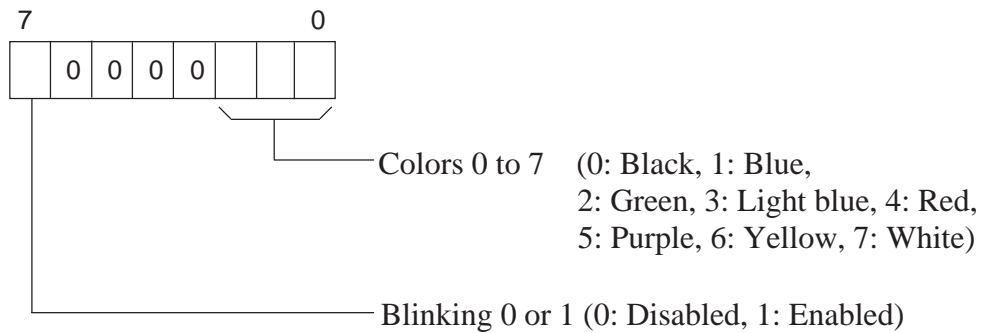 7 0
0 0 0 0
Colors 0 to 7 (0: Black, 1: Blue,
2: Green, 3: Light blue, 4: Red,
5: Purple, 6: Yellow, 7: White)
Blinking 0 or 1 (0: Disabled, 1: Enabled)